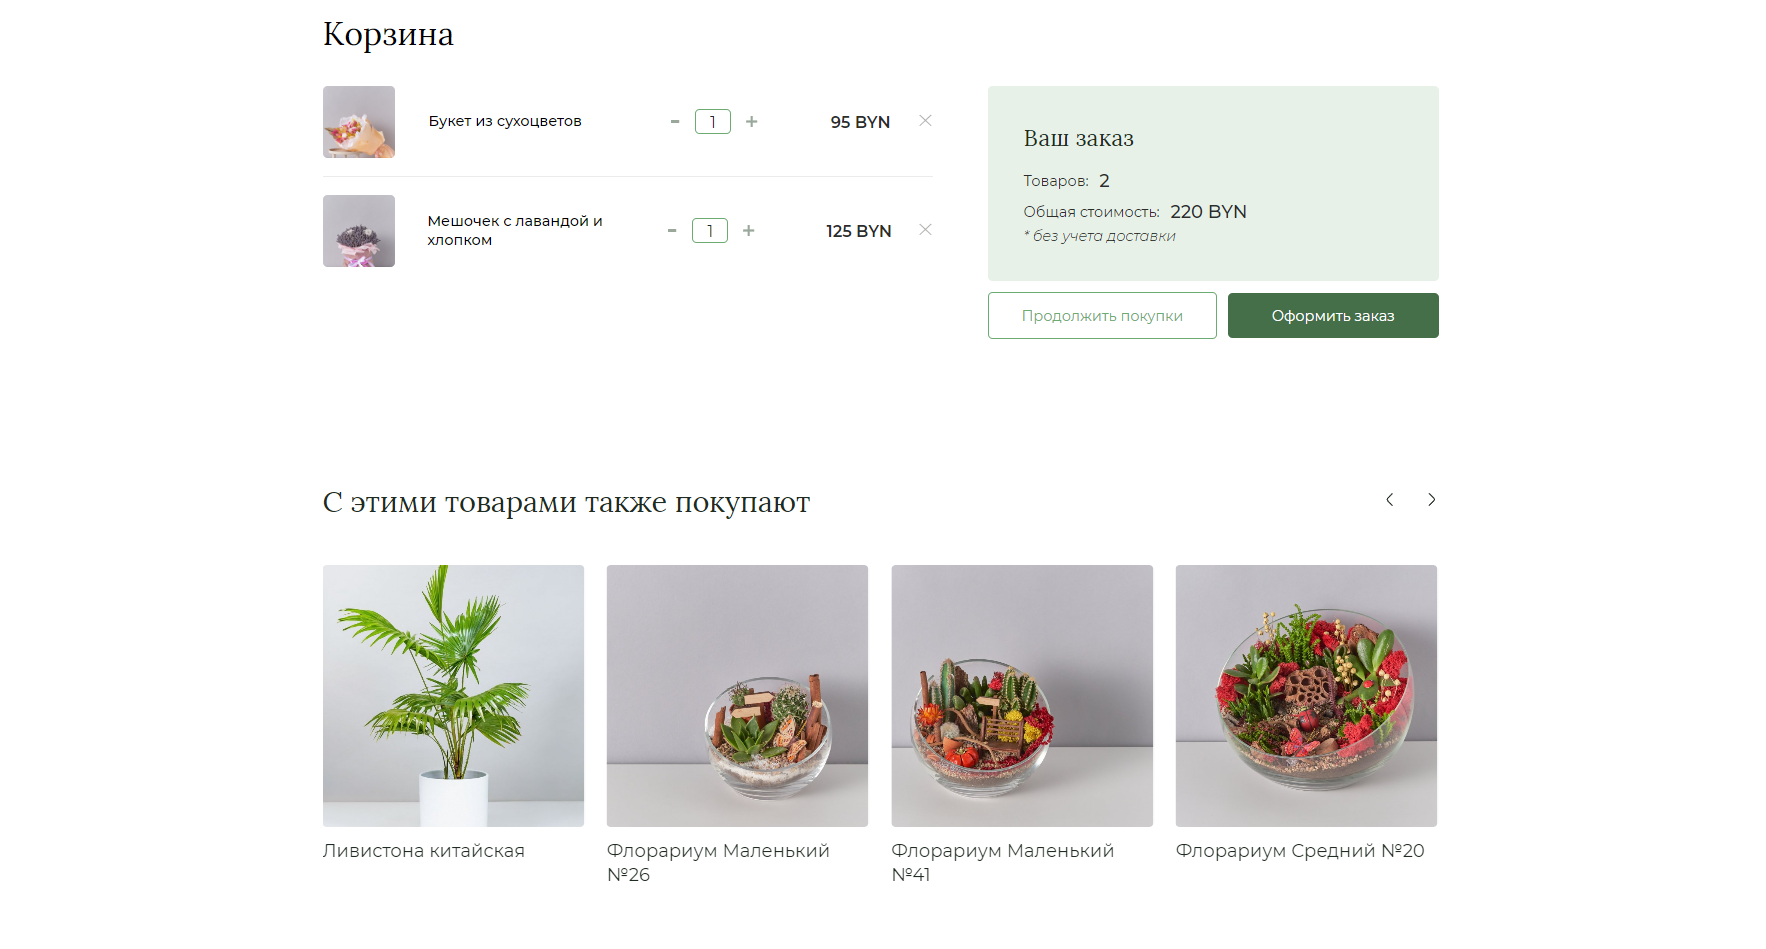 Корзина
Букет из сухоцветов
- 1 +
95 BYN
Мешочек с лавандой и
хлопком
- 1 +
125 BYN
Ваш заказ
Товаров: 2
Общая стоимость: 220 BYN
* без учета доставки
Продолжить покупки
Оформить заказ
С этими товарами также покупают
Ливистона китайская
Флорариум Маленький
№26
Флорариум Маленький
№41
Флорариум Средний №20